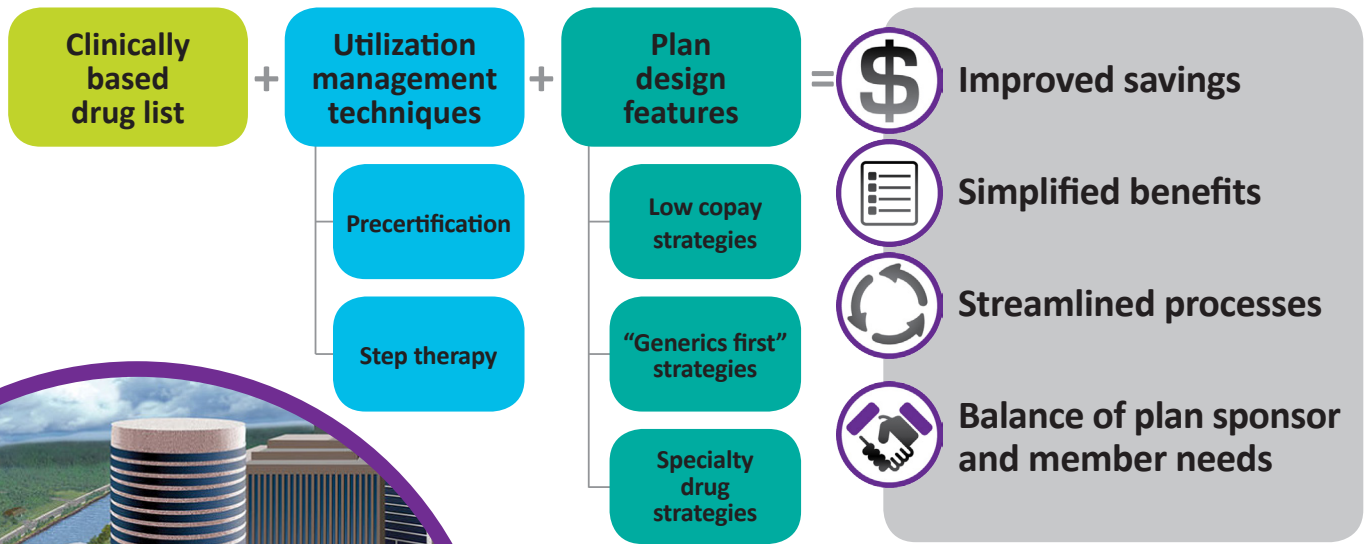 Clinically
based
drug list
+
Utilization
management
techniques
+
Plan
design
features
=
Precertification
Step therapy
Low copay
strategies
“Generics first”
strategies
Specialty
drug
strategies
$
Improved savings
Simplified benefits
Streamlined processes
Balance of plan sponsor
and member needs